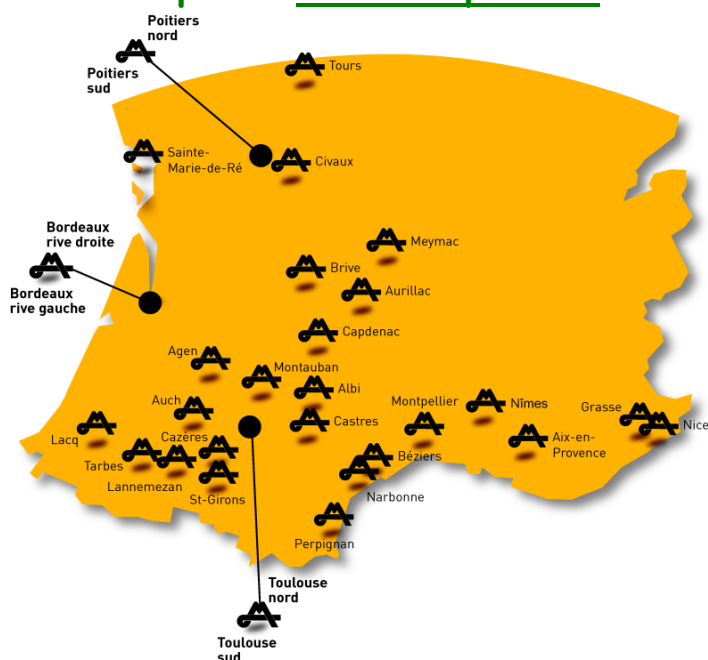 Poitiers
nord
Poitiers
sud
Tours
Sainte-
Marie-de-Ré
Civaux
Bordeaux
rive droite
Bordeaux
rive gauche
Meymac
Brive
Aurillac
Capdenac
Agen
Montauban
Albi
Auch
Castres
Montpellier
Nîmes
Grasse
Nice
Lacq
Cazères
Aix-en-
Provence
Tarbes
Béziers
Lannemezan
St-Girons
Narbonne
Perpignan
Toulouse
nord
Toulouse
sud